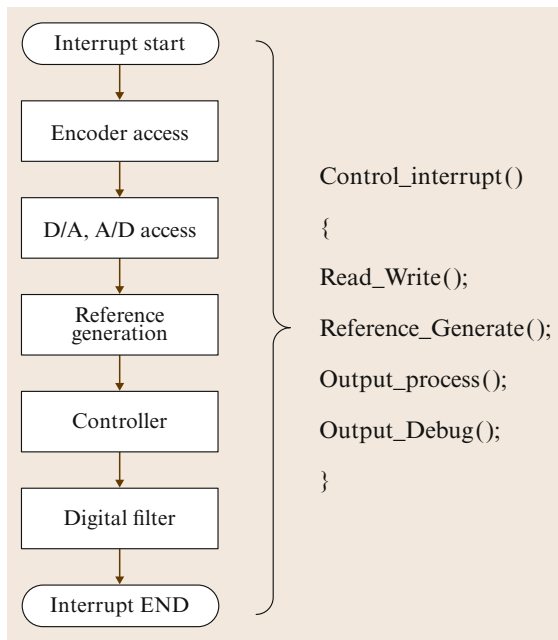 Interrupt start
Encoder access
D/A, A/D access
Reference
generation
Controller
Digital filter
Interrupt END
Control_interrupt()
{
Read_Write();
Reference_Generate();
Output_process();
Output_Debug();
}